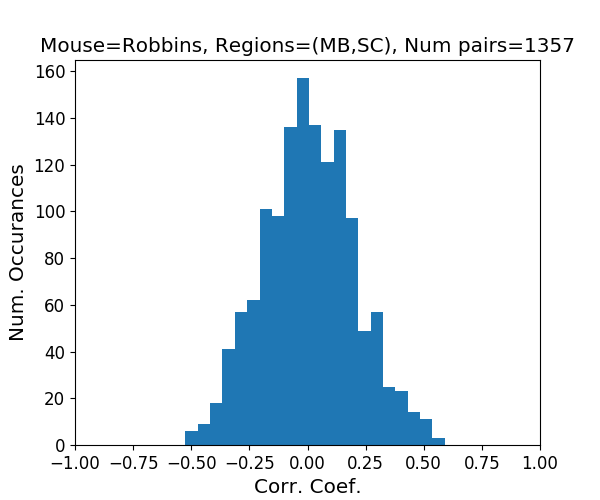 Mouse=Robbins, Regions=(MB,SC), Num pairs=1357
160
140
120
100
80
60
40
20
0
Num. Occurances
−1.00 −0.75 −0.50 −0.25 0.00 0.25 0.50 0.75 1.00
Corr. Coef.